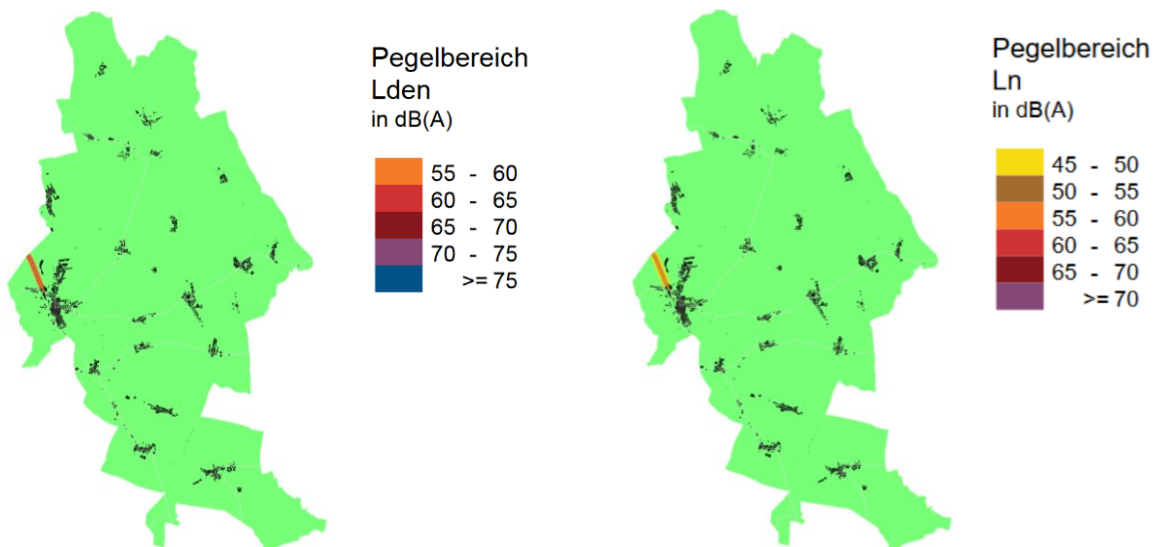 Pegelbereich
Lden
in dB(A)
55 - 60
60 - 65
65 - 70
70 - 75
>= 75
Pegelbereich
Ln
in dB(A)
45 - 50
50 - 55
55 - 60
60 - 65
65 - 70
>= 70